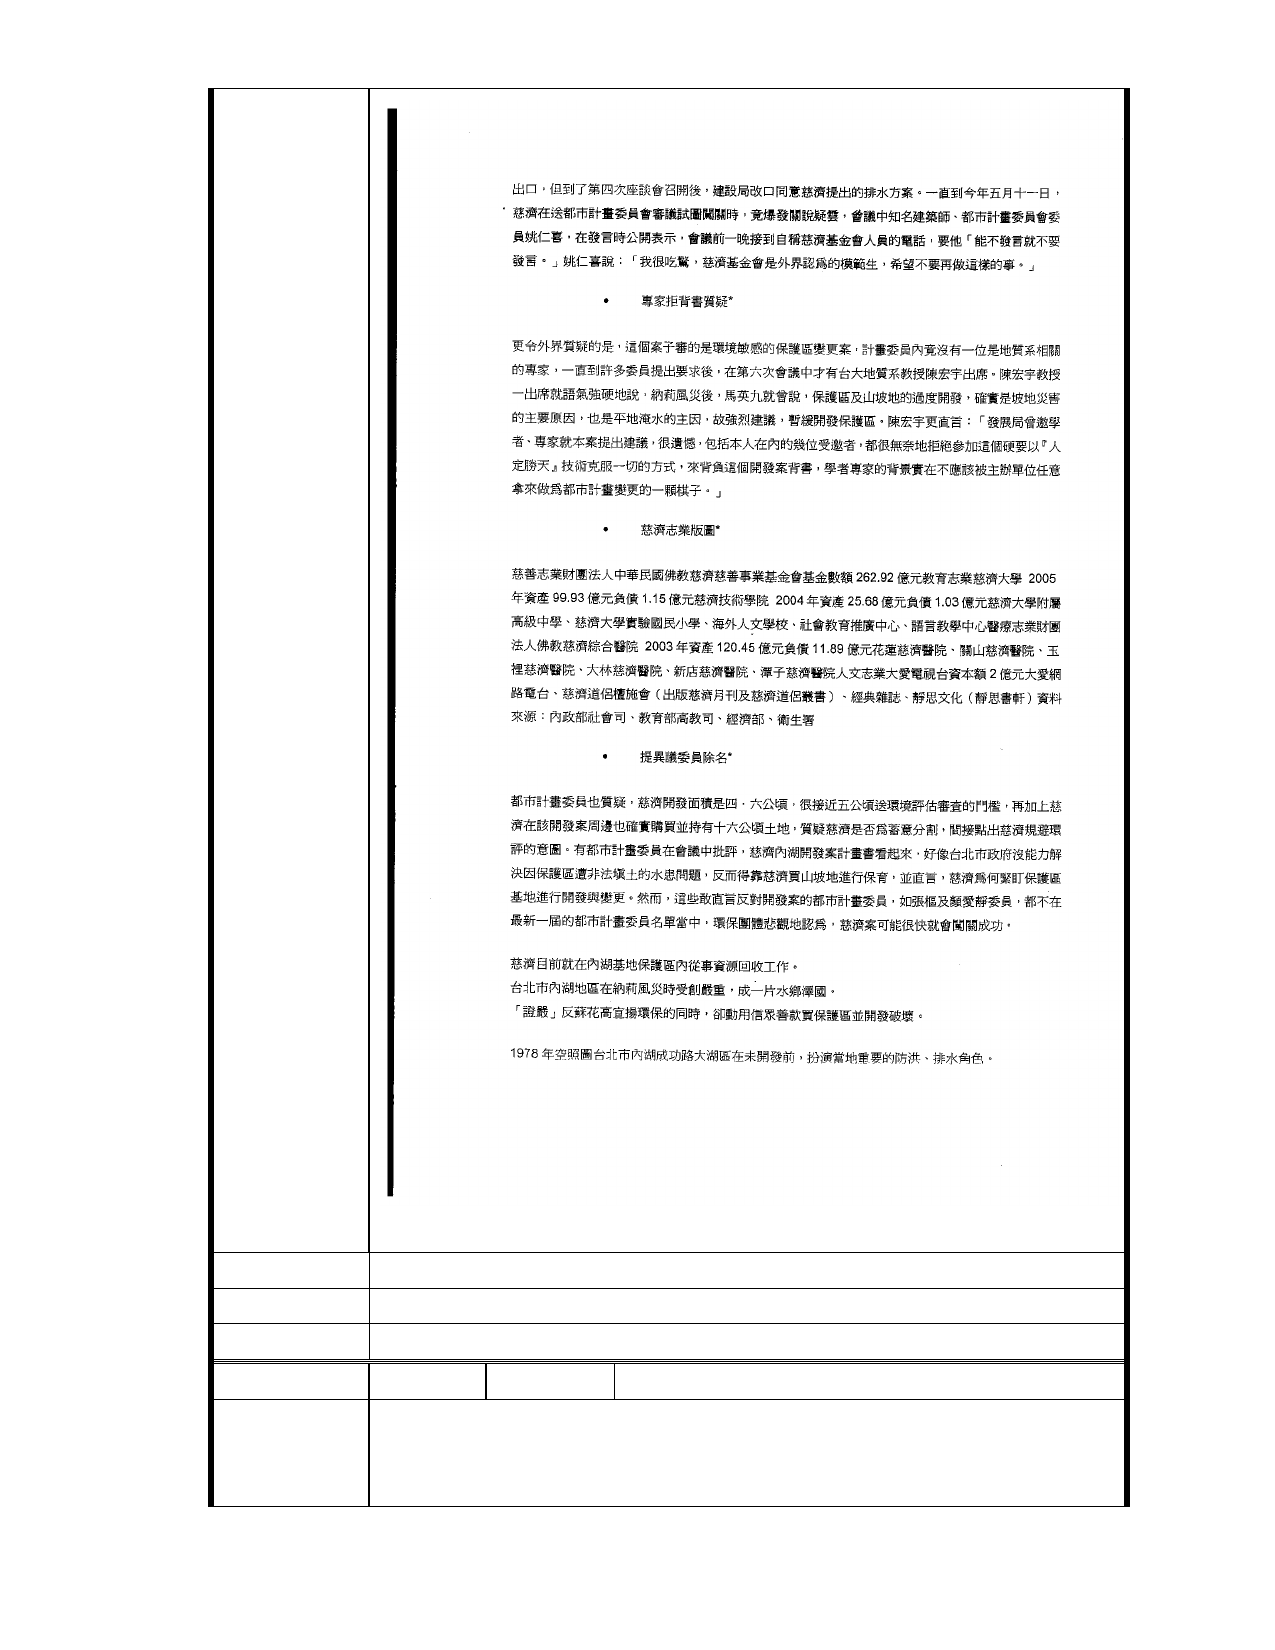 出口，但到了第四次座談會召開後，建設局改口同意慈濟提出的排水方案。一直到今年五月十一日，
慈濟在送都市計畫委員會審議試圖闖關時，竟爆發關說疑雲，會議中知名建築師、都市計畫委員會委
員姚仁喜，在發言時公開表示，會議前一晚接到自稱慈濟基金會人員的電話，要他「能不發言就不要
發言。」姚仁喜說：「我很吃驚，慈濟基金會是外界認為的模範生，希望不要再做這樣的事。」
• 專家拒背書質疑*
更令外界質疑的是，這個案子審的是環境敏感的保護區變更案，計畫委員內竟沒有一位是地質系相關
的專家，一直到許多委員提出要求後，在第六次會議中才有台大地質系教授陳宏宇出席。陳宏宇教授
一出席就語氣強硬地說，納莉風災後，馬英九就曾說，保護區及山坡地的過度開發，確實是坡地災害
的主要原因，也是平地淹水的主因，故強烈建議，暫緩開發保護區。陳宏宇更直言：「發展局曾邀學
者、專家就本案提出建議，很遺憾，包括本人在內的幾位受邀者，都很無奈地拒絕參加這個硬要以『人
定勝天』技術克服一切的方式，來背負這個開發案背書，學者專家的背景實在不應該被主辦單位任意
拿來做為都市計畫變更的一顆棋子。」
• 慈濟志業版圖*
慈善志業財團法人中華民國佛教慈濟慈善事業基金會基金數額 262.92 億元教育志業慈濟大學 2005
年資產 99.93 億元負債 1.15 億元慈濟技術學院 2004 年資產 25.68 億元負債 1.03 億元慈濟大學附屬
高級中學、慈濟大學實驗國民小學、海外人文學校、社會教育推廣中心、語言教學中心醫療志業財團
法人佛教慈濟綜合醫院 2003 年資產 120.45 億元負債 11.89 億元花蓮慈濟醫院、關山慈濟醫院、玉
裡慈濟醫院、大林慈濟醫院、新店慈濟醫院、潭子慈濟醫院人文志業大愛電視台資本額 2 億元大愛網
路電台、慈濟道侶檀施會（出版慈濟月刊及慈濟道侶叢書）、經典雜誌、靜思文化（靜思書軒）資料
來源：內政部社會司、教育部高教司、經濟部、衛生署
• 提異議委員除名*
都市計畫委員也質疑，慈濟開發面積是四．六公頃，很接近五公頃送環境評估審查的門檻，再加上慈
濟在該開發案周邊也確實購買並持有十六公頃土地，質疑慈濟是否為蓄意分割，間接點出慈濟規避環
評的意圖。有都市計畫委員在會議中批評，慈濟內湖開發案計畫書看起來，好像台北市政府沒能力解
決因保護區遭非法填土的水患問題，反而得靠慈濟買山坡地進行保育，並直言，慈濟為何緊盯保護區
基地進行開發與變更。然而，這些敢直言反對開發案的都市計畫委員，如張樞及顏愛靜委員，都不在
最新一屆的都市計畫委員名單當中，環保團體悲觀地認為，慈濟案可能很快就會闖關成功。
慈濟目前就在內湖基地保護區內從事資源回收工作。
台北市內湖地區在納莉風災時受創嚴重，成一片水鄉澤國。
「證嚴」反蘇花高宣揚環保的同時，卻動用信眾善款買保護區並開發破壞。
1978 年空照圖台北市內湖成功路大湖區在未開發前，扮演當地重要的防洪、排水角色。